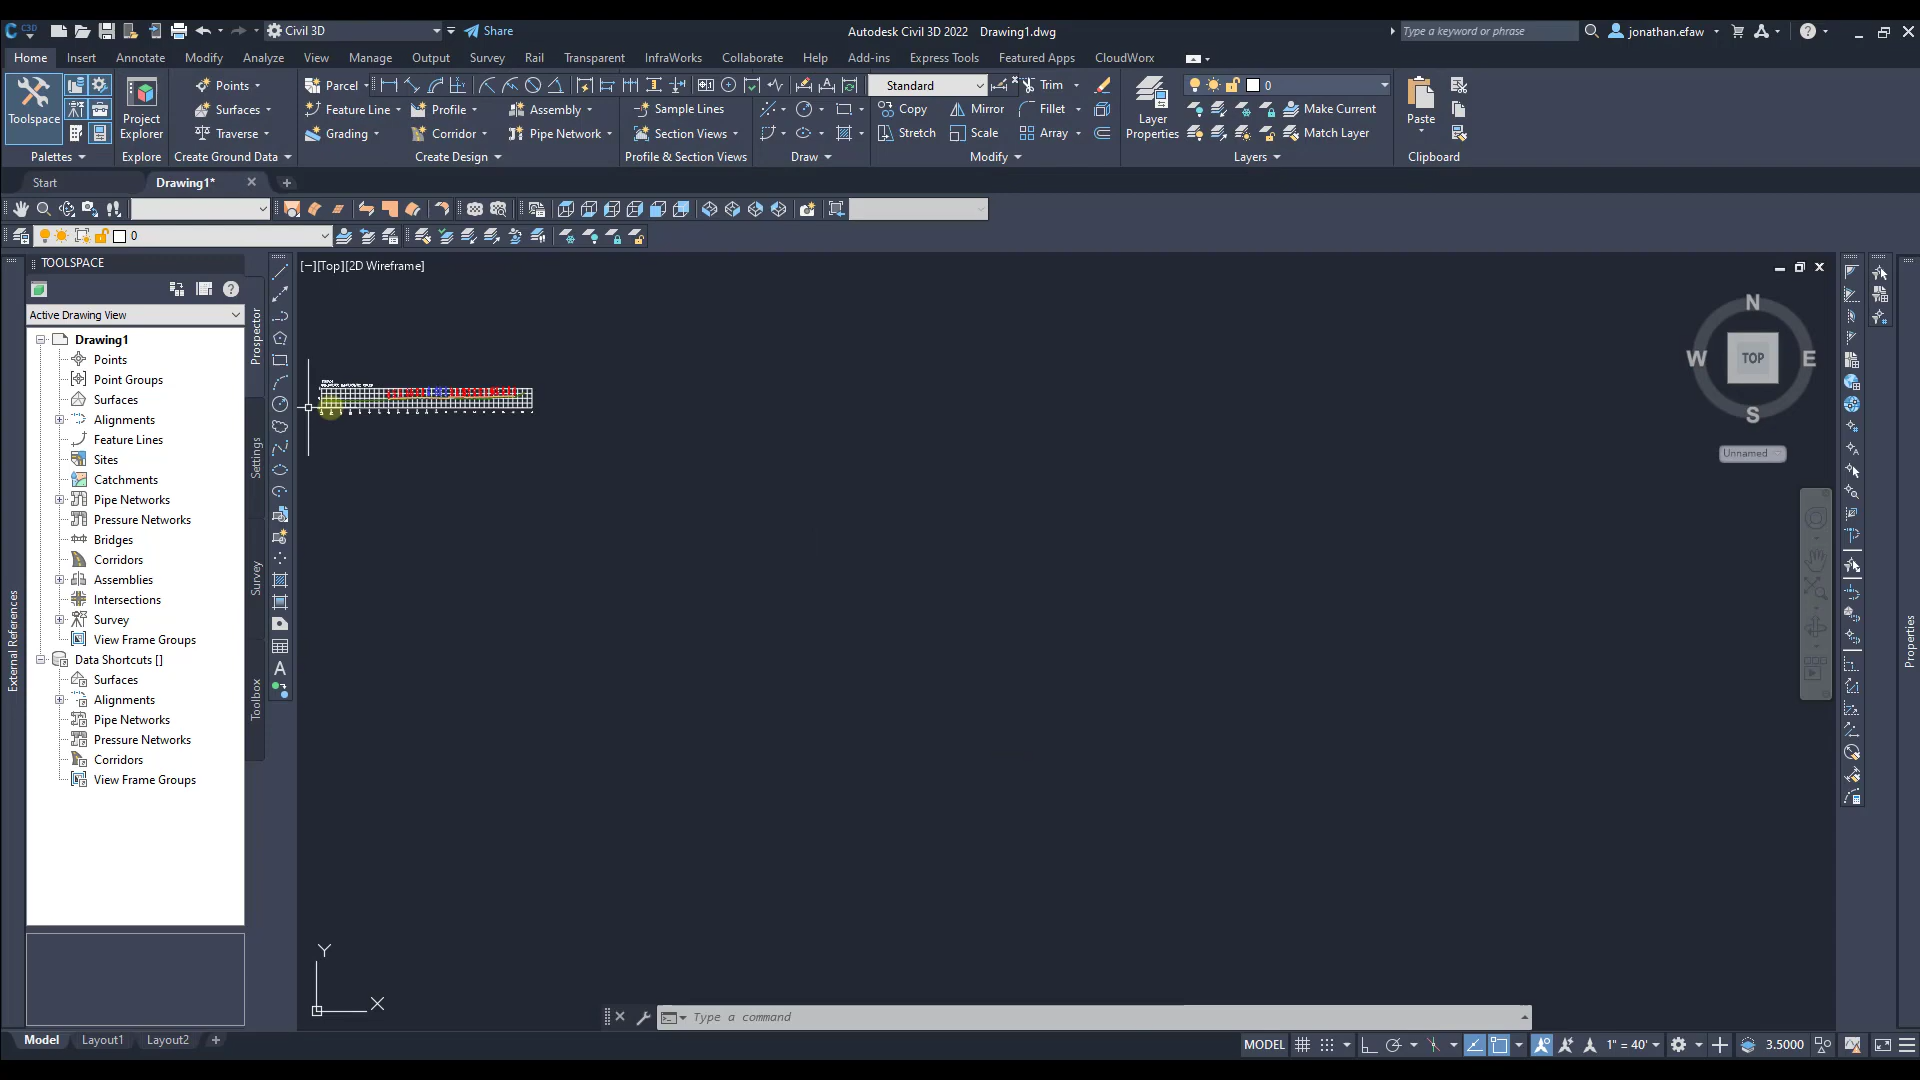 C3D
Civil 3D
Share
Autodesk Civil 3D 2022 Drawing1.dwg
Type a keyword or phrase
jonathan.efaw
Home Insert Annotate Modify Analyze View Manage Output Survey Rail Transparent InfraWorks Collaborate Help Add-ins Express Tools Featured Apps CloudWorx
Toolspace
Project Explorer
Points
Surfaces
Traverse
Parcel
Feature Line
Grading
Profile
Corridor
Assembly
Pipe Network
Sample Lines
Section Views
Standard
Copy
Stretch
Mirror
Scale
Trim
Fillet
Array
Layer Properties
0
Make Current
Match Layer
Paste
Palettes Explore Create Ground Data Create Design Profile & Section Views Draw Modify Layers Clipboard
Start Drawing1*
0
TOOLSPACE
Active Drawing View
Drawing1
Points
Point Groups
Surfaces
Alignments
Feature Lines
Sites
Catchments
Pipe Networks
Pressure Networks
Bridges
Corridors
Assemblies
Intersections
Survey
View Frame Groups
Data Shortcuts []
Surfaces
Alignments
Pipe Networks
Pressure Networks
Corridors
View Frame Groups
Prospector
Settings
Survey
Toolbox
External References
[−][Top][2D Wireframe]
N
W TOP E
S
Unnamed
Properties
Y
X
Type a command
Model Layout1 Layout2
MODEL 1" = 40' 3.5000